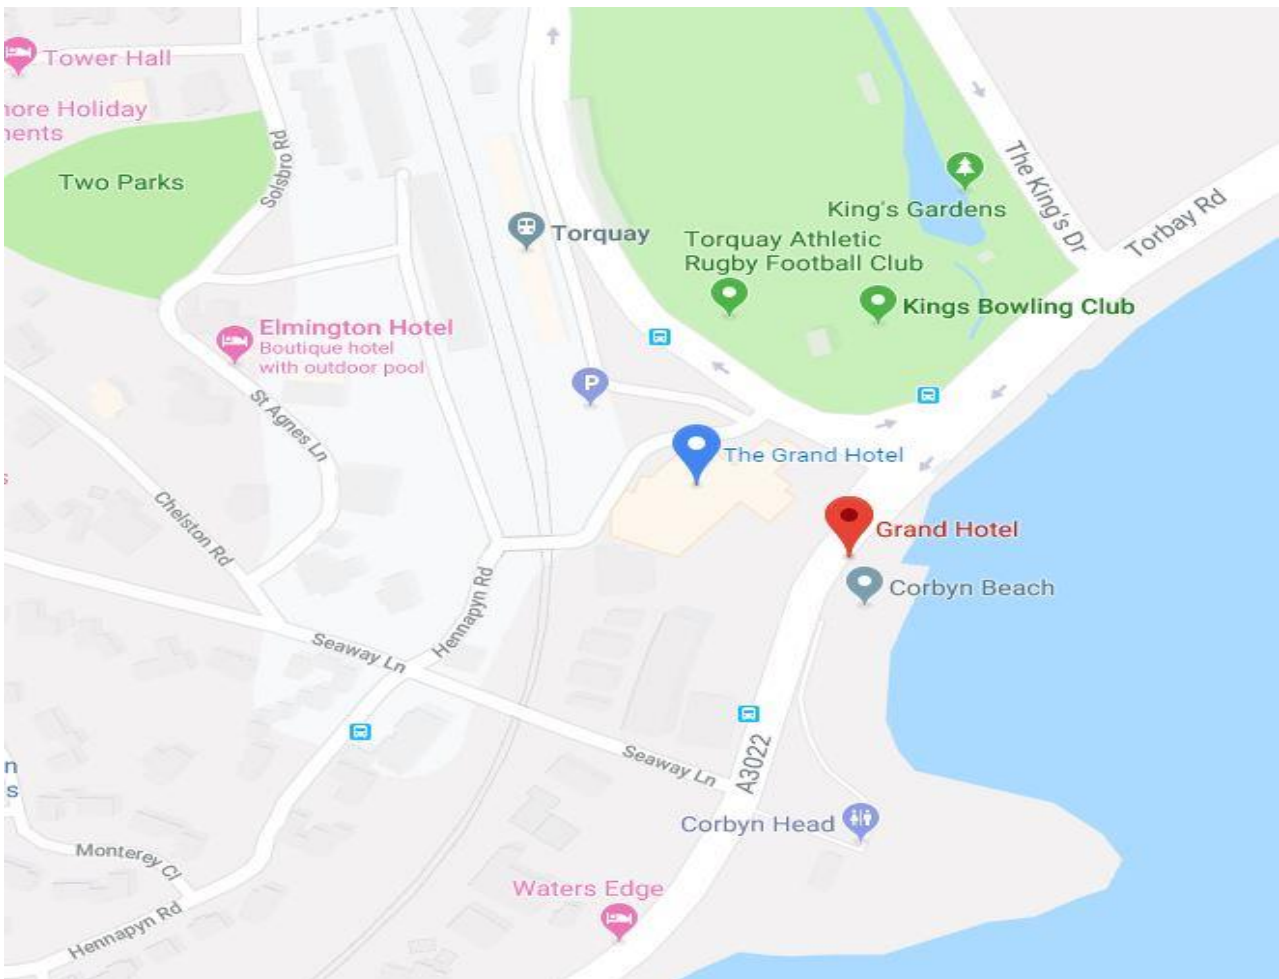 Tower Hall
nore Holiday
nents
Two Parks
Solsbro Rd
The King's Dr
King's Gardens
Torbay Rd
Torquay
Torquay Athletic
Rugby Football Club
Kings Bowling Club
Elmington Hotel
Boutique hotel
with outdoor pool
P
St Agnes Ln
The Grand Hotel
Chelston Rd
Grand Hotel
Corbyn Beach
Hennapyn Rd
Seaway Ln
Seaway Ln
A3022
n
s
Corbyn Head
Monterey Cl
Waters Edge
Hennapyn Rd